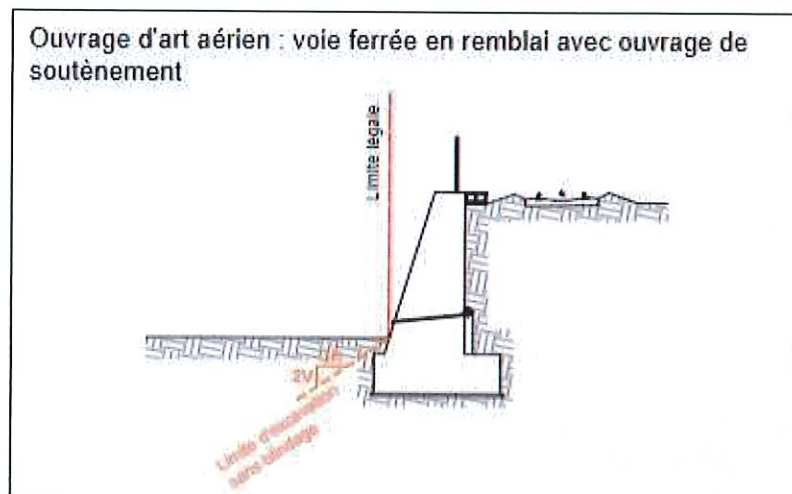 Ouvrage d'art aérien : voie ferrée en remblai avec ouvrage de
soutènement
Limite légale
2V
Limite d'excavation
sans blindage